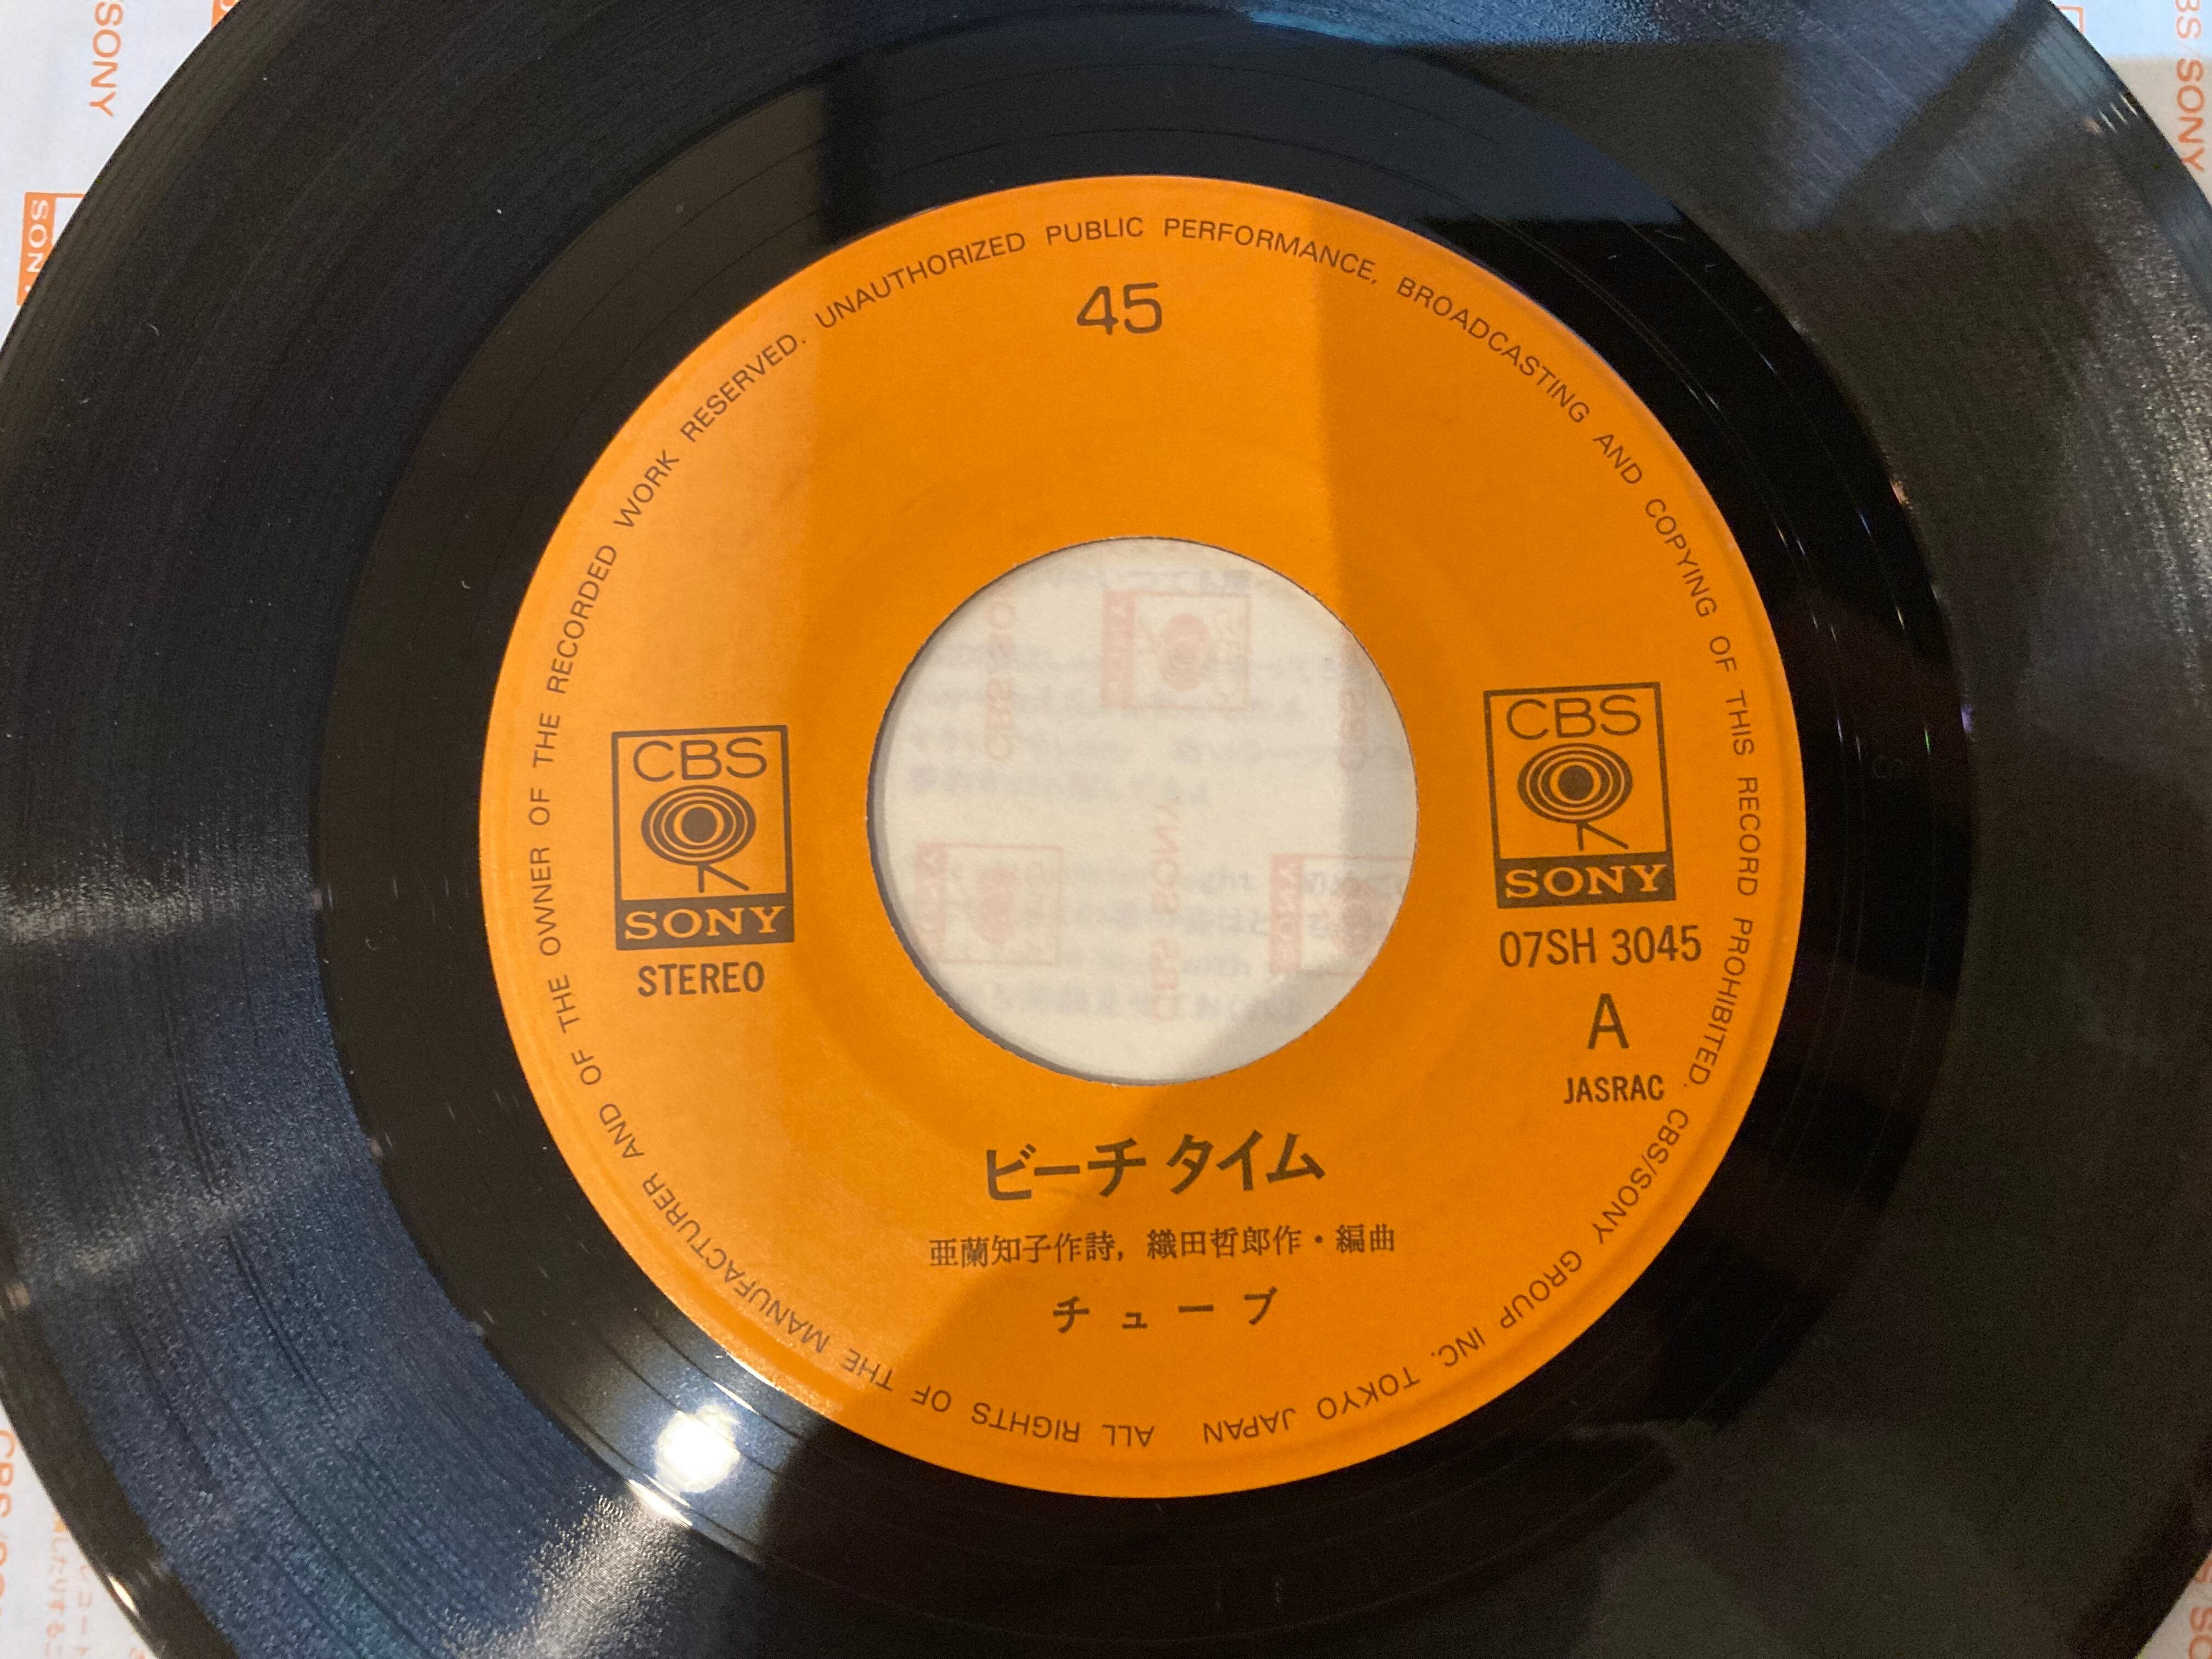 45
UNAUTHORIZED PUBLIC PERFORMANCE, BROADCASTING AND COPYING OF THIS RECORD PROHIBITED. CBS/SONY GROUP INC. TOKYO JAPAN
ALL RIGHTS OF THE MANUFACTURER AND OF THE OWNER OF THE RECORDED WORK RESERVED.
CBS
SONY
STEREO
CBS
SONY
07SH 3045
A
JASRAC
ビーチ タイム
亜蘭知子作詩, 織田哲郎作・編曲
チューブ